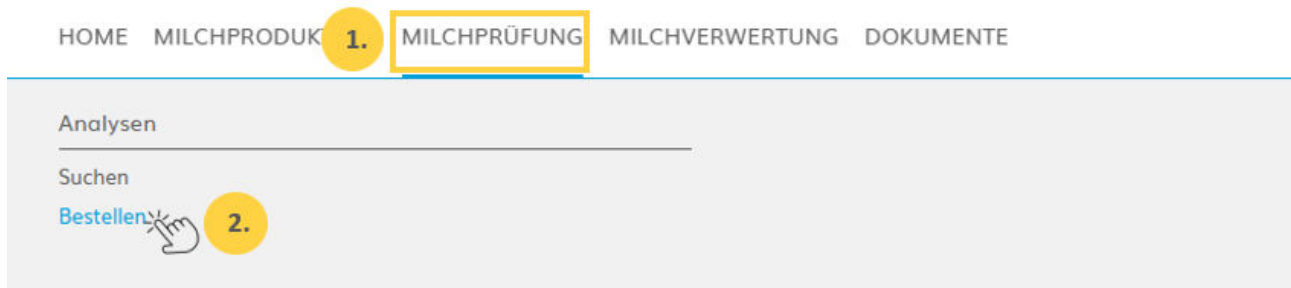 HOME MILCHPRODUK 1. MILCHPRÜFUNG MILCHVERWERTUNG DOKUMENTE
Analysen
Suchen
Bestellen
2.